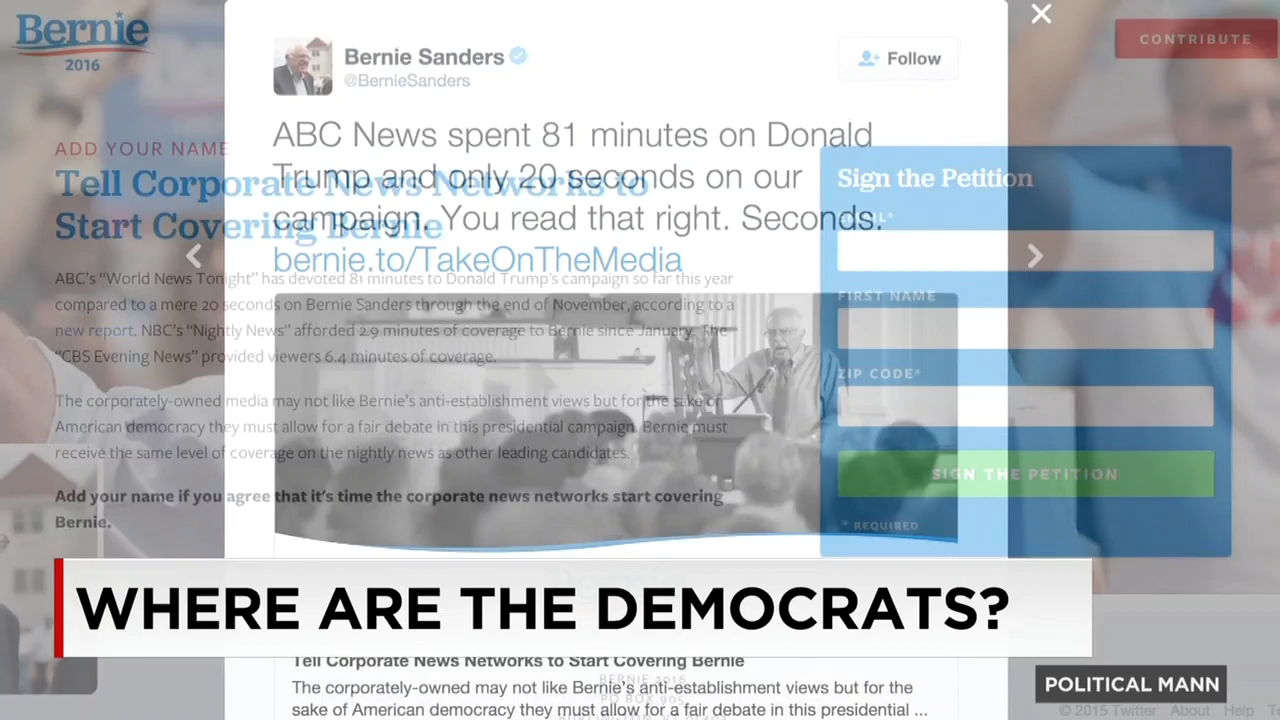 Bernie
2016
CONTRIBUTE
Bernie Sanders
@BernieSanders
Follow
ABC News spent 81 minutes on Donald
Trump and only 20 seconds on our
campaign. You read that right. Seconds.
bernie.to/TakeOnTheMedia
ADD YOUR NAME
Tell Corporate News Networks to
Start Covering Bernie
ABC's “World News Tonight” has devoted 81 minutes to Donald Trump's campaign so far this year
compared to a mere 20 seconds on Bernie Sanders through the end of November, according to a
new report. NBC's “Nightly News” afforded 2.9 minutes of coverage to Bernie since January. The
“CBS Evening News” provided viewers 6.4 minutes of coverage.
The corporately-owned media may not like Bernie's anti-establishment views but for the sake of
American democracy they must allow for a fair debate in this presidential campaign. Bernie must
receive the same level of coverage on the nightly news as other leading candidates.
Add your name if you agree that it's time the corporate news networks start covering
Bernie.
Sign the Petition
EMAIL*
FIRST NAME
ZIP CODE*
SIGN THE PETITION
* REQUIRED
WHERE ARE THE DEMOCRATS?
Tell Corporate News Networks to Start Covering Bernie
The corporately-owned may not like Bernie's anti-establishment views but for the
sake of American democracy they must allow for a fair debate in this presidential ...
BERNIE 2016
PO BOX 905
POLITICAL MANN
© 2015 Twitter About Help